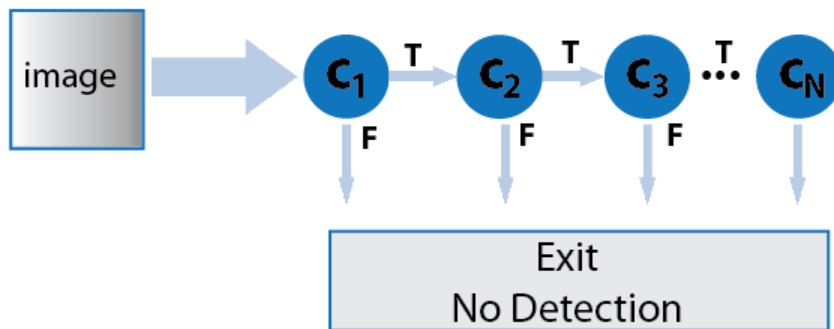 image
C1 T C2 T C3 T ... CN
F F F
Exit
No Detection